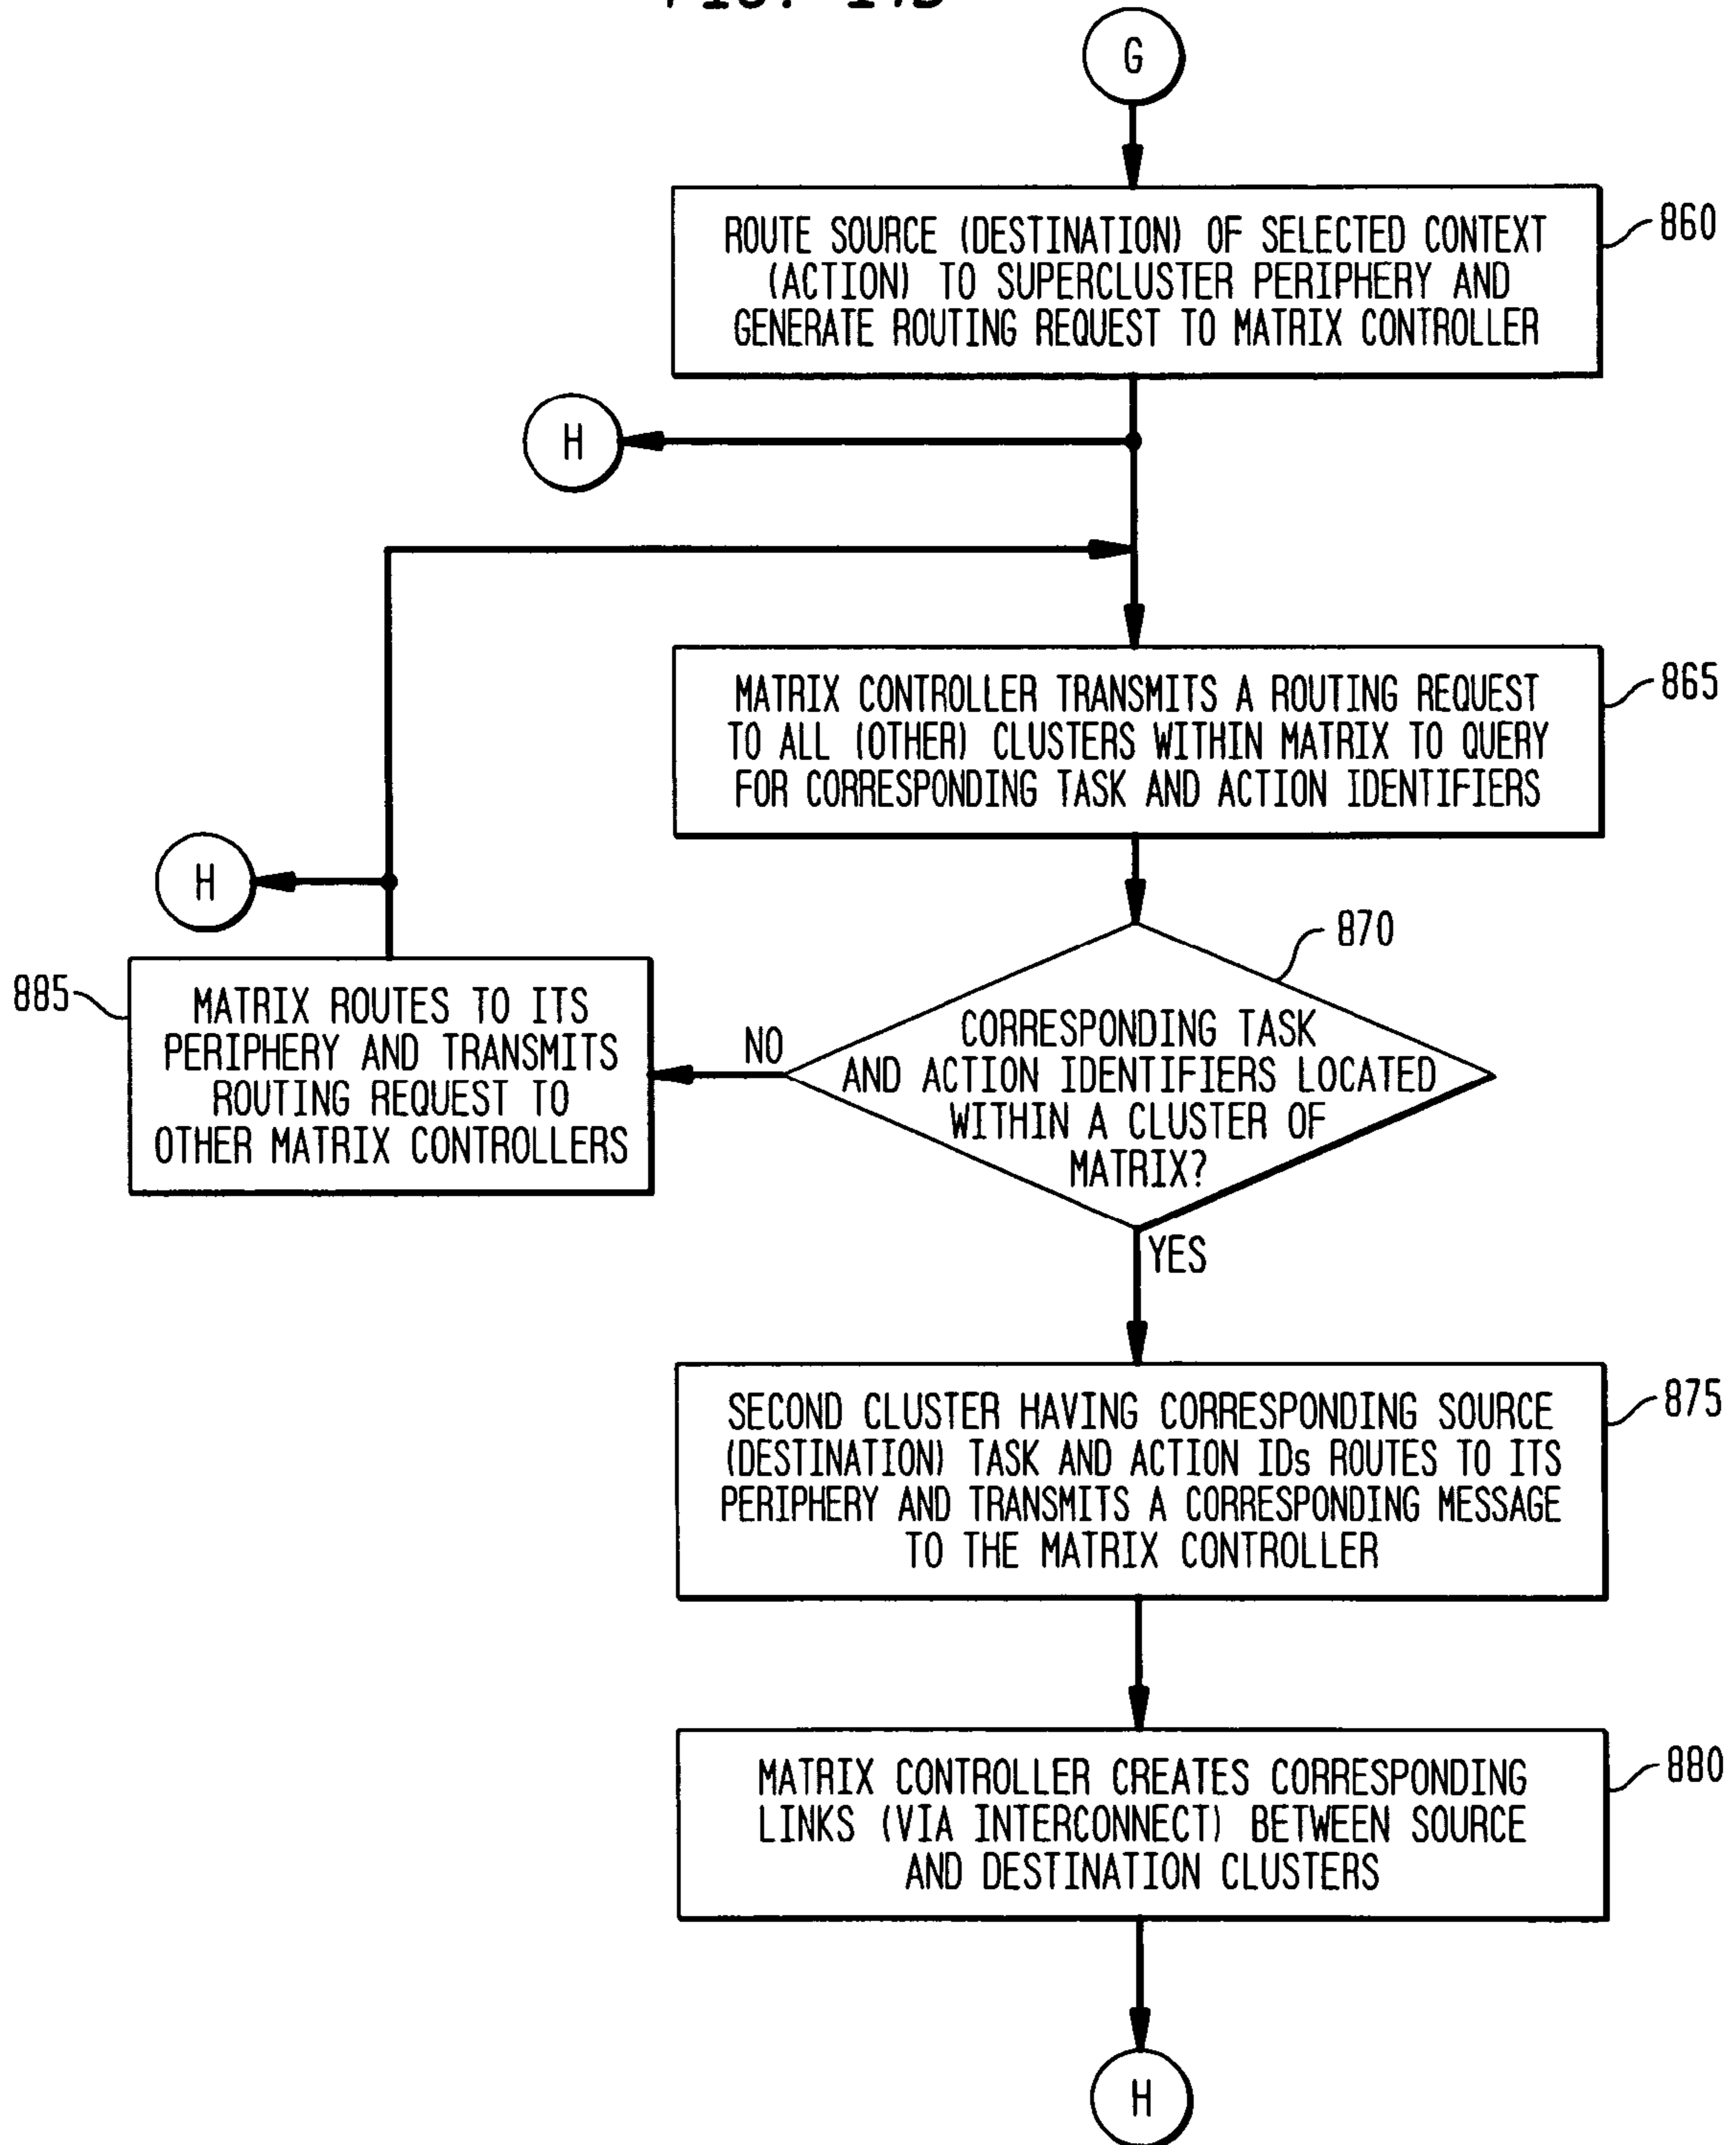 G
ROUTE SOURCE (DESTINATION) OF SELECTED CONTEXT
(ACTION) TO SUPERCLUSTER PERIPHERY AND
GENERATE ROUTING REQUEST TO MATRIX CONTROLLER
860
H
MATRIX CONTROLLER TRANSMITS A ROUTING REQUEST
TO ALL (OTHER) CLUSTERS WITHIN MATRIX TO QUERY
FOR CORRESPONDING TASK AND ACTION IDENTIFIERS
865
H
870
CORRESPONDING TASK
AND ACTION IDENTIFIERS LOCATED
WITHIN A CLUSTER OF
MATRIX?
NO
885
MATRIX ROUTES TO ITS
PERIPHERY AND TRANSMITS
ROUTING REQUEST TO
OTHER MATRIX CONTROLLERS
YES
SECOND CLUSTER HAVING CORRESPONDING SOURCE
(DESTINATION) TASK AND ACTION IDs ROUTES TO ITS
PERIPHERY AND TRANSMITS A CORRESPONDING MESSAGE
TO THE MATRIX CONTROLLER
875
MATRIX CONTROLLER CREATES CORRESPONDING
LINKS (VIA INTERCONNECT) BETWEEN SOURCE
AND DESTINATION CLUSTERS
880
H